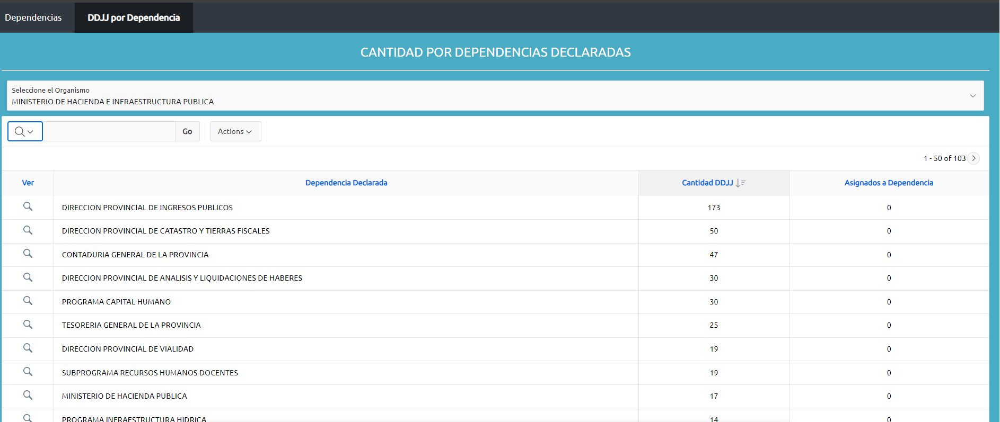 Dependencias DDJJ por Dependencia
CANTIDAD POR DEPENDENCIAS DECLARADAS
Seleccione el Organismo
MINISTERIO DE HACIENDA E INFRAESTRUCTURA PUBLICA
Go Actions
1 - 50 of 103
Ver Dependencia Declarada Cantidad DDJJ Asignados a Dependencia
DIRECCION PROVINCIAL DE INGRESOS PUBLICOS 173 0
DIRECCION PROVINCIAL DE CATASTRO Y TIERRAS FISCALES 50 0
CONTADURIA GENERAL DE LA PROVINCIA 47 0
DIRECCION PROVINCIAL DE ANALISIS Y LIQUIDACIONES DE HABERES 30 0
PROGRAMA CAPITAL HUMANO 30 0
TESORERIA GENERAL DE LA PROVINCIA 25 0
DIRECCION PROVINCIAL DE VIALIDAD 19 0
SUBPROGRAMA RECURSOS HUMANOS DOCENTES 19 0
MINISTERIO DE HACIENDA PUBLICA 17 0
PROGRAMA INFRAESTRUCTURA HIDRICA 14 0